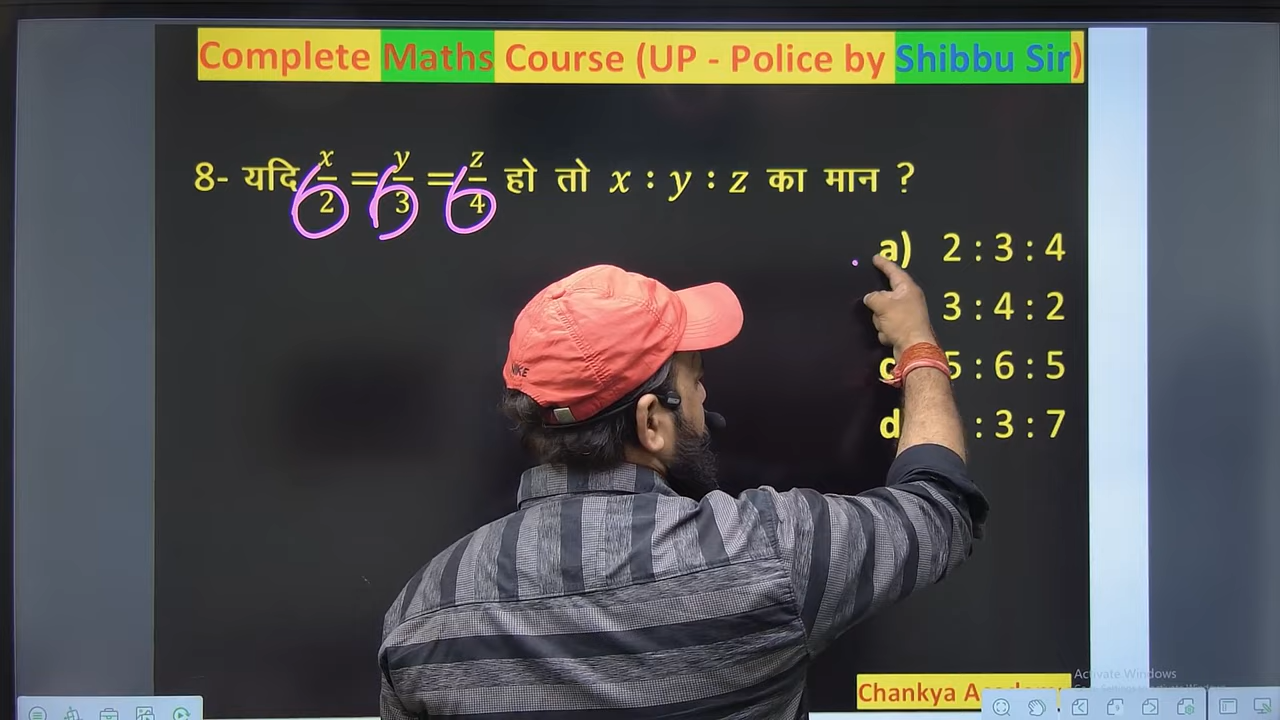 Complete Maths Course (UP - Police by Shibbu Sir)
8- यदि x/2 = y/3 = z/4 हो तो x : y : z का मान ?
a) 2 : 3 : 4
3 : 4 : 2
5 : 6 : 5
d : 3 : 7
NIKE
Activate Windows
Chankya